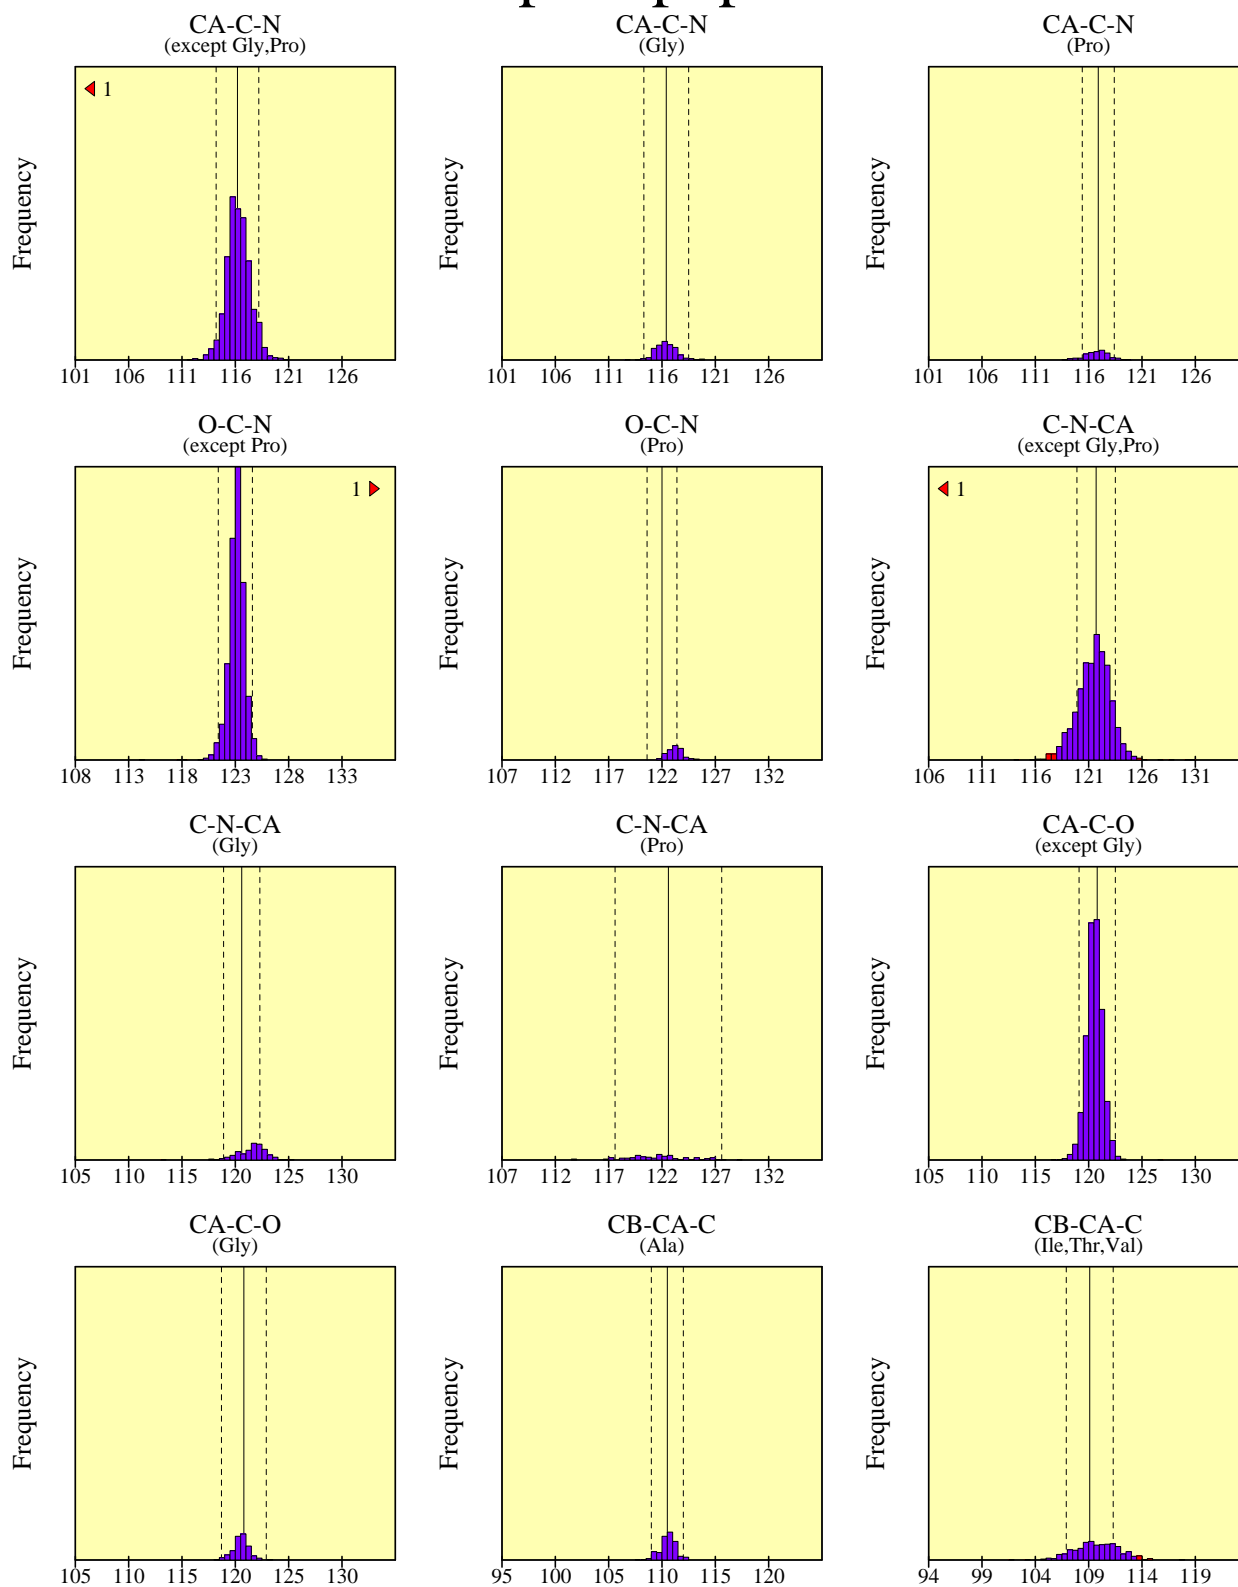 CA-C-N CA-C-N CA-C-N
(except Gly,Pro) (Gly) (Pro)
1
Frequency Frequency Frequency
101 106 111 116 121 126 101 106 111 116 121 126 101 106 111 116 121 126
O-C-N O-C-N C-N-CA
(except Pro) (Pro) (except Gly,Pro)
1 1
Frequency Frequency Frequency
108 113 118 123 128 133 107 112 117 122 127 132 106 111 116 121 126 131
C-N-CA C-N-CA CA-C-O
(Gly) (Pro) (except Gly)
Frequency Frequency Frequency
105 110 115 120 125 130 107 112 117 122 127 132 105 110 115 120 125 130
CA-C-O CB-CA-C CB-CA-C
(Gly) (Ala) (Ile,Thr,Val)
Frequency Frequency Frequency
105 110 115 120 125 130 95 100 105 110 115 120 94 99 104 109 114 119